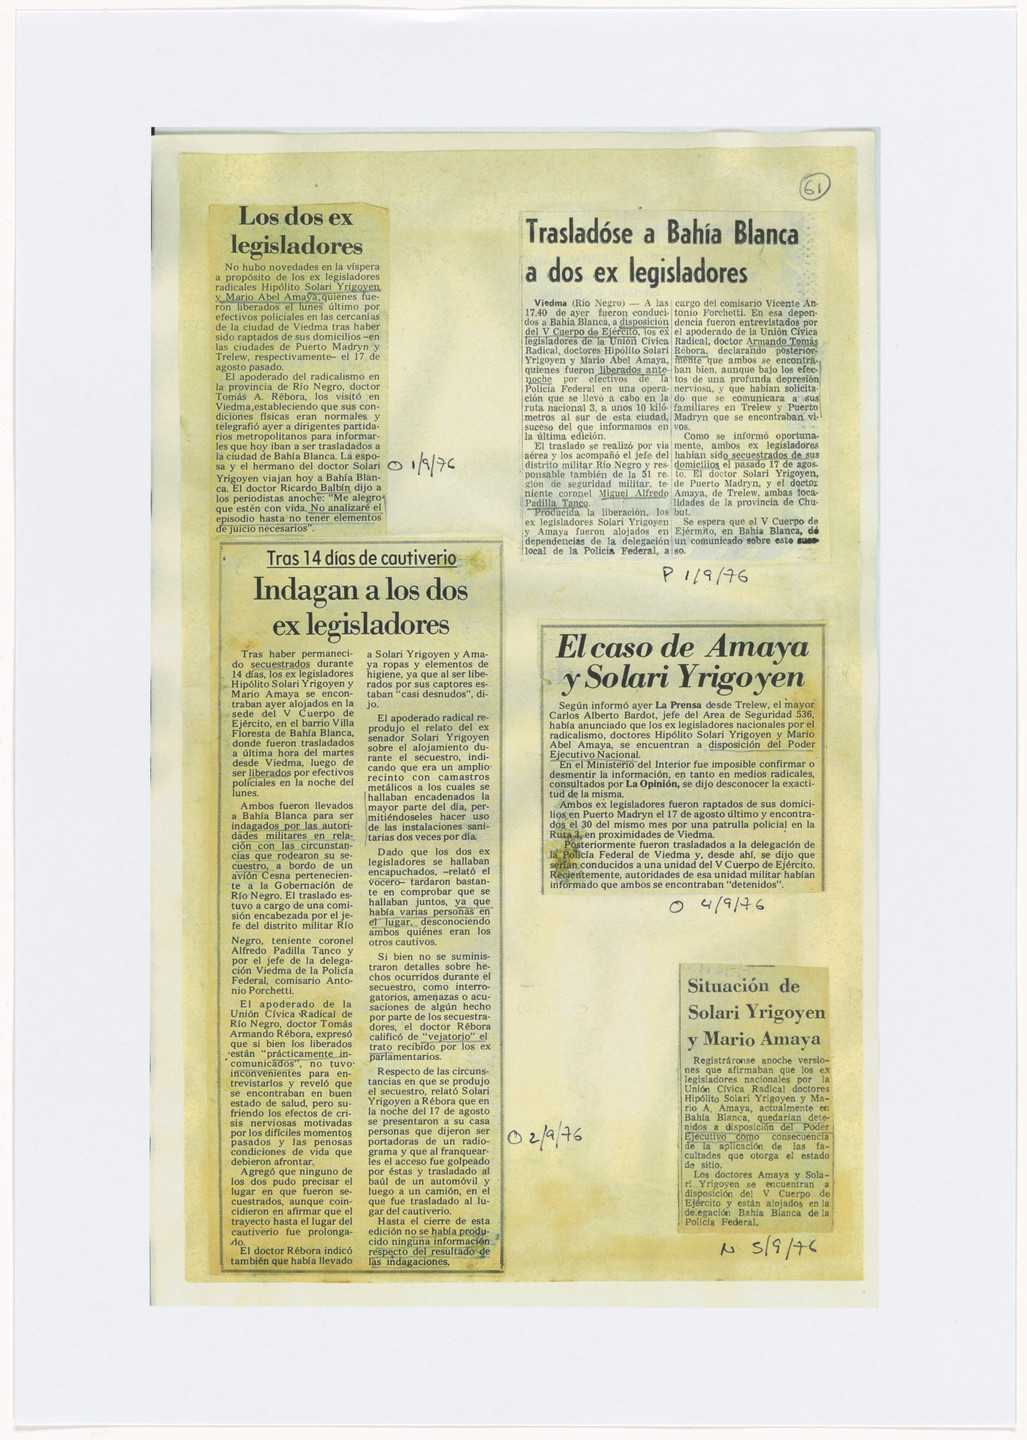 61
Los dos ex
legisladores
No hubo novedades en la víspera
a propósito de los ex legisladores
radicales Hipólito Solari Yrigoyen
y Mario Abel Amaya, quienes fue-
ron liberados el lunes último por
efectivos policiales en las cercanías
de la ciudad de Viedma tras haber
sido raptados de sus domicilios —en
las ciudades de Puerto Madryn y
Trelew, respectivamente— el 17 de
agosto pasado.
El apoderado del radicalismo en
la provincia de Río Negro, doctor
Tomás A. Rébora, los visitó en
Viedma, estableciendo que sus con-
diciones físicas eran normales y
telegrafió ayer a dirigentes partida-
rios metropolitanos para informar-
les que hoy iban a ser trasladados a
la ciudad de Bahía Blanca. La espo-
sa y el hermano del doctor Solari
Yrigoyen viajan hoy a Bahía Blan-
ca. El doctor Ricardo Balbín dijo a
los periodistas anoche: "Me alegro
que estén con vida. No analizaré el
episodio hasta no tener elementos
de juicio necesarios".
O 1/9/76
Trasladóse a Bahía Blanca
a dos ex legisladores
Viedma (Río Negro) — A las
17.40 de ayer fueron conduci-
dos a Bahía Blanca, a disposición
del V Cuerpo de Ejército, los ex
legisladores de la Unión Cívica
Radical, doctores Hipólito Solari
Yrigoyen y Mario Abel Amaya,
quienes fueron liberados ante-
noche por efectivos de la
Policía Federal en una opera-
ción que se llevó a cabo en la
ruta nacional 3, a unos 10 kiló-
metros al sur de esta ciudad,
suceso del que informamos en
la última edición.
El traslado se realizó por vía
aérea y los acompañó el jefe del
distrito militar Río Negro y res-
ponsable también de la 51 re-
gión de seguridad militar, te-
niente coronel Miguel Alfredo
Padilla Tanco.
Producida la liberación, los
ex legisladores Solari Yrigoyen
y Amaya fueron alojados en
dependencias de la delegación
local de la Policía Federal, a
cargo del comisario Vicente An-
tonio Forchetti. En esa depen-
dencia fueron entrevistados por
el apoderado de la Unión Cívica
Radical, doctor Armando Tomás
Rébora, declarando posterior-
mente que ambos se encontra-
ban bien, aunque bajo los efec-
tos de una profunda depresión
nerviosa, y que habían solicita-
do que se comunicara a sus
familiares en Trelew y Puerto
Madryn que se encontraban vi-
vos.
Como se informó oportuna-
mente, ambos ex legisladores
habían sido secuestrados de sus
domicilios el pasado 17 de agos-
to. El doctor Solari Yrigoyen,
de Puerto Madryn, y el doctor
Amaya, de Trelew, ambas loca-
lidades de la provincia de Chu-
but.
Se espera que el V Cuerpo de
Ejérmito, en Bahía Blanca, dé
un comunicado sobre este suce-
so.
P 1/9/76
Tras 14 días de cautiverio
Indagan a los dos
ex legisladores
Tras haber permaneci-
do secuestrados durante
14 días, los ex legisladores
Hipólito Solari Yrigoyen y
Mario Amaya se encon-
traban ayer alojados en la
sede del V Cuerpo de
Ejército, en el barrio Villa
Floresta de Bahía Blanca,
donde fueron trasladados
a última hora del martes
desde Viedma, luego de
ser liberados por efectivos
policiales en la noche del
lunes.
Ambos fueron llevados
a Bahía Blanca para ser
indagados por las autori-
dades militares en rela-
ción con las circunstan-
cias que rodearon su se-
cuestro, a bordo de un
avión Cesna pertenecien-
te a la Gobernación de
Río Negro. El traslado es-
tuvo a cargo de una comi-
sión encabezada por el je-
fe del distrito militar Río
Negro, teniente coronel
Alfredo Padilla Tanco y
por el jefe de la delega-
ción Viedma de la Policía
Federal, comisario Anto-
nio Porchetti.
El apoderado de la
Unión Cívica Radical de
Río Negro, doctor Tomás
Armando Rébora, expresó
que si bien los liberados
están "prácticamente in-
comunicados", no tuvo
inconvenientes para en-
trevistarlos y reveló que
se encontraban en buen
estado de salud, pero su-
friendo los efectos de cri-
sis nerviosas motivadas
por los difíciles momentos
pasados y las penosas
condiciones de vida que
debieron afrontar.
Agregó que ninguno de
los dos pudo precisar el
lugar en que fueron se-
cuestrados, aunque coin-
cidieron en afirmar que el
trayecto hasta el lugar del
cautiverio fue prolonga-
do.
El doctor Rébora indicó
también que había llevado
a Solari Yrigoyen y Ama-
ya ropas y elementos de
higiene, ya que al ser libe-
rados por sus captores es-
taban "casi desnudos", di-
jo.
El apoderado radical re-
produjo el relato del ex
senador Solari Yrigoyen
sobre el alojamiento du-
rante el secuestro, indi-
cando que era un amplio
recinto con camastros
metálicos a los cuales se
hallaban encadenados la
mayor parte del día, per-
mitiéndoseles hacer uso
de las instalaciones sani-
tarias dos veces por día.
Dado que los dos ex
legisladores se hallaban
encapuchados, —relató el
vocero— tardaron bastan-
te en comprobar que se
hallaban juntos, ya que
había varias personas en
el lugar, desconociendo
ambos quiénes eran los
otros cautivos.
Si bien no se suminis-
traron detalles sobre he-
chos ocurridos durante el
secuestro, como interro-
gatorios, amenazas o acu-
saciones de algún hecho
por parte de los secuestra-
dores, el doctor Rébora
calificó de "vejatorio" el
trato recibido por los ex
parlamentarios.
Respecto de las circuns-
tancias en que se produjo
el secuestro, relató Solari
Yrigoyen a Rébora que en
la noche del 17 de agosto
se presentaron a su casa
personas que dijeron ser
portadoras de un radio-
grama y que al franquear-
les el acceso fue golpeado
por éstas y trasladado al
baúl de un automóvil y
luego a un camión, en el
que fue trasladado al lu-
gar del cautiverio.
Hasta el cierre de esta
edición no se había produ-
cido ninguna información
respecto del resultado de
las indagaciones.
O 2/9/76
El caso de Amaya
y Solari Yrigoyen
Según informó ayer La Prensa desde Trelew, el mayor
Carlos Alberto Bardot, jefe del Area de Seguridad 536,
había anunciado que los ex legisladores nacionales por el
radicalismo, doctores Hipólito Solari Yrigoyen y Mario
Abel Amaya, se encuentran a disposición del Poder
Ejecutivo Nacional.
En el Ministerio del Interior fue imposible confirmar o
desmentir la información, en tanto en medios radicales,
consultados por La Opinión, se dijo desconocer la exacti-
tud de la misma.
Ambos ex legisladores fueron raptados de sus domici-
lios en Puerto Madryn el 17 de agosto último y encontra-
dos el 30 del mismo mes por una patrulla policial en la
Ruta 3, en proximidades de Viedma.
Posteriormente fueron trasladados a la delegación de
la Policía Federal de Viedma y, desde ahí, se dijo que
serían conducidos a una unidad del V Cuerpo de Ejército.
Recientemente, autoridades de esa unidad militar habían
informado que ambos se encontraban "detenidos".
O 4/9/76
Situación de
Solari Yrigoyen
y Mario Amaya
Registráronse anoche versio-
nes que afirmaban que los ex
legisladores nacionales por la
Unión Cívica Radical doctores
Hipólito Solari Yrigoyen y Ma-
rio A. Amaya, actualmente en
Bahía Blanca, quedarían dete-
nidos a disposición del Poder
Ejecutivo como consecuencia
de la aplicación de las fa-
cultades que otorga el estado
de sitio.
Los doctores Amaya y Sola-
ri Yrigoyen se encuentran a
disposición del V Cuerpo de
Ejército y están alojados en la
delegación Bahía Blanca de la
Policía Federal.
N 5/9/76